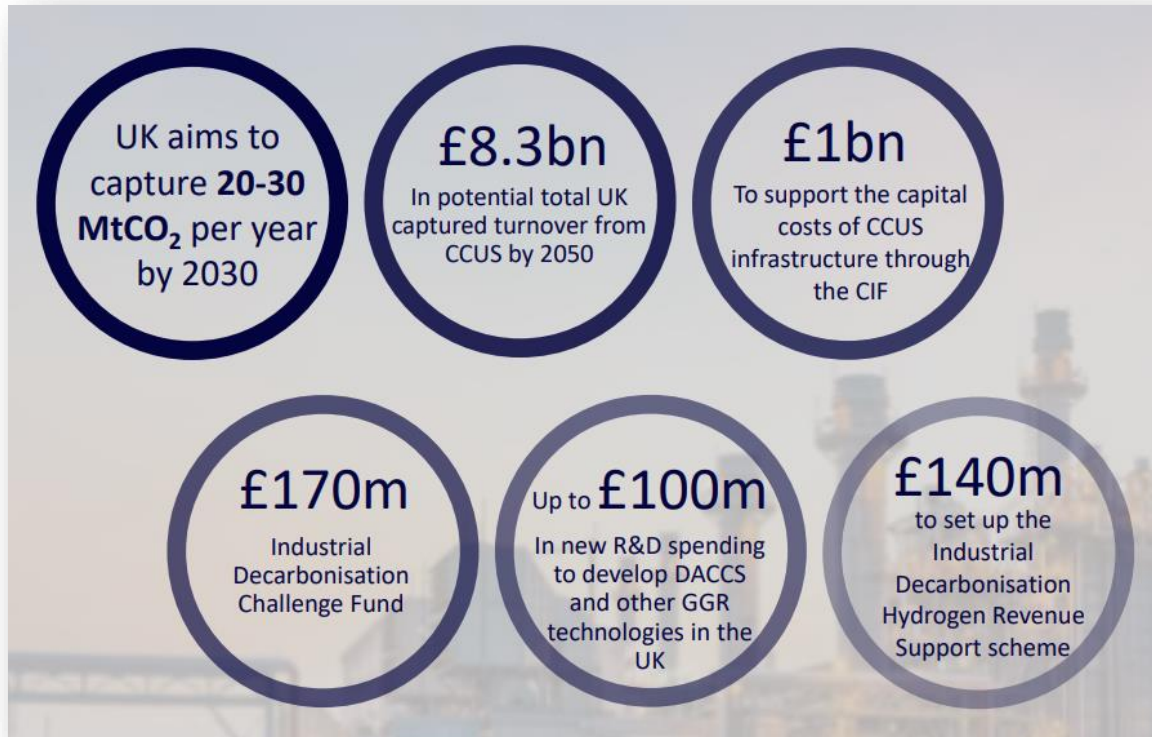 UK aims to
capture 20-30
MtCO₂ per year
by 2030
£8.3bn
In potential total UK
captured turnover from
CCUS by 2050
£1bn
To support the capital
costs of CCUS
infrastructure through
the CIF
£170m
Industrial
Decarbonisation
Challenge Fund
Up to £100m
In new R&D spending
to develop DACCS
and other GGR
technologies in the
UK
£140m
to set up the
Industrial
Decarbonisation
Hydrogen Revenue
Support scheme